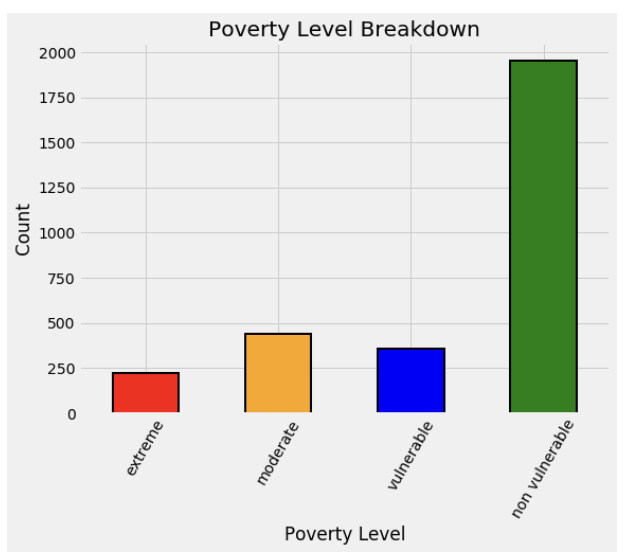 Poverty Level Breakdown
2000
1750
1500
1250
1000
750
500
250
0
Count
extreme
moderate
vulnerable
non vulnerable
Poverty Level